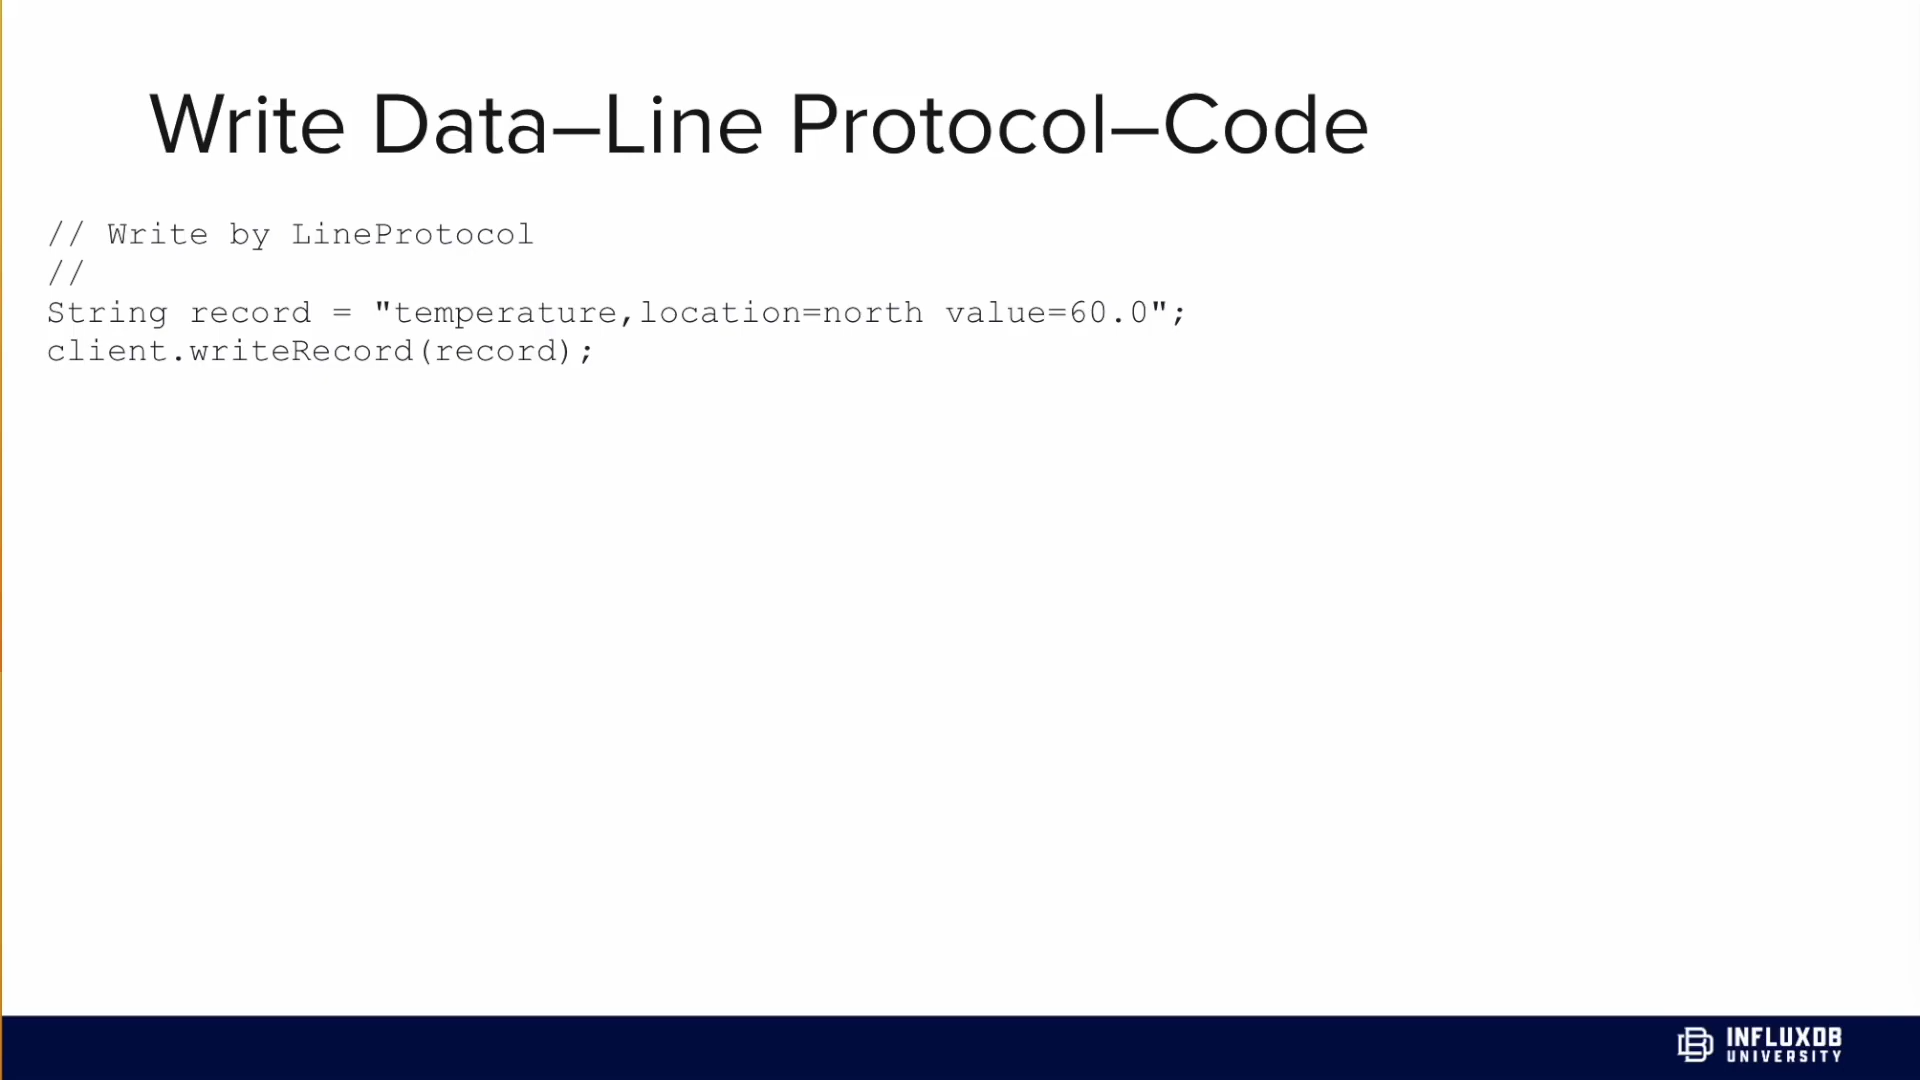 Write Data–Line Protocol–Code
// Write by LineProtocol
//
String record = "temperature,location=north value=60.0";
client.writeRecord(record);
INFLUXDB
UNIVERSITY